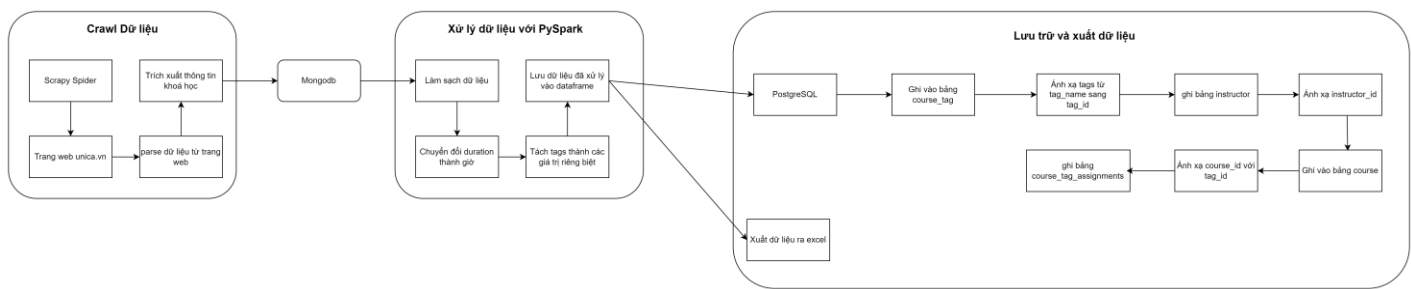 Crawl Dữ liệu
Scrapy Spider
Trang web unica.vn
parse dữ liệu từ trang
web
Trích xuất thông tin
khoá học
Mongodb
Xử lý dữ liệu với PySpark
Làm sạch dữ liệu
Chuyển đổi duration
thành giờ
Tách tags thành các
giá trị riêng biệt
Lưu dữ liệu đã xử lý
vào dataframe
Lưu trữ và xuất dữ liệu
PostgreSQL
Ghi vào bảng
course_tag
Ánh xạ tags từ
tag_name sang
tag_id
ghi bảng instructor
Ánh xạ instructor_id
Ghi vào bảng course
Ánh xạ course_id với
tag_id
ghi bảng
course_tag_assignments
Xuất dữ liệu ra excel